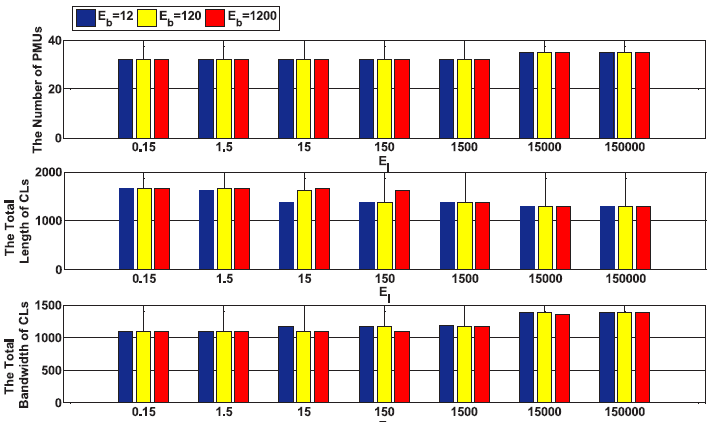 E_b=12 E_b=120 E_b=1200
The Number of PMUs
40
20
0
0.15 1.5 15 150 1500 15000 150000
E_l
The Total
Length of CLs
2000
1000
0
0.15 1.5 15 150 1500 15000 150000
E_l
The Total
Bandwidth of CLs
1500
1000
500
0
0.15 1.5 15 150 1500 15000 150000